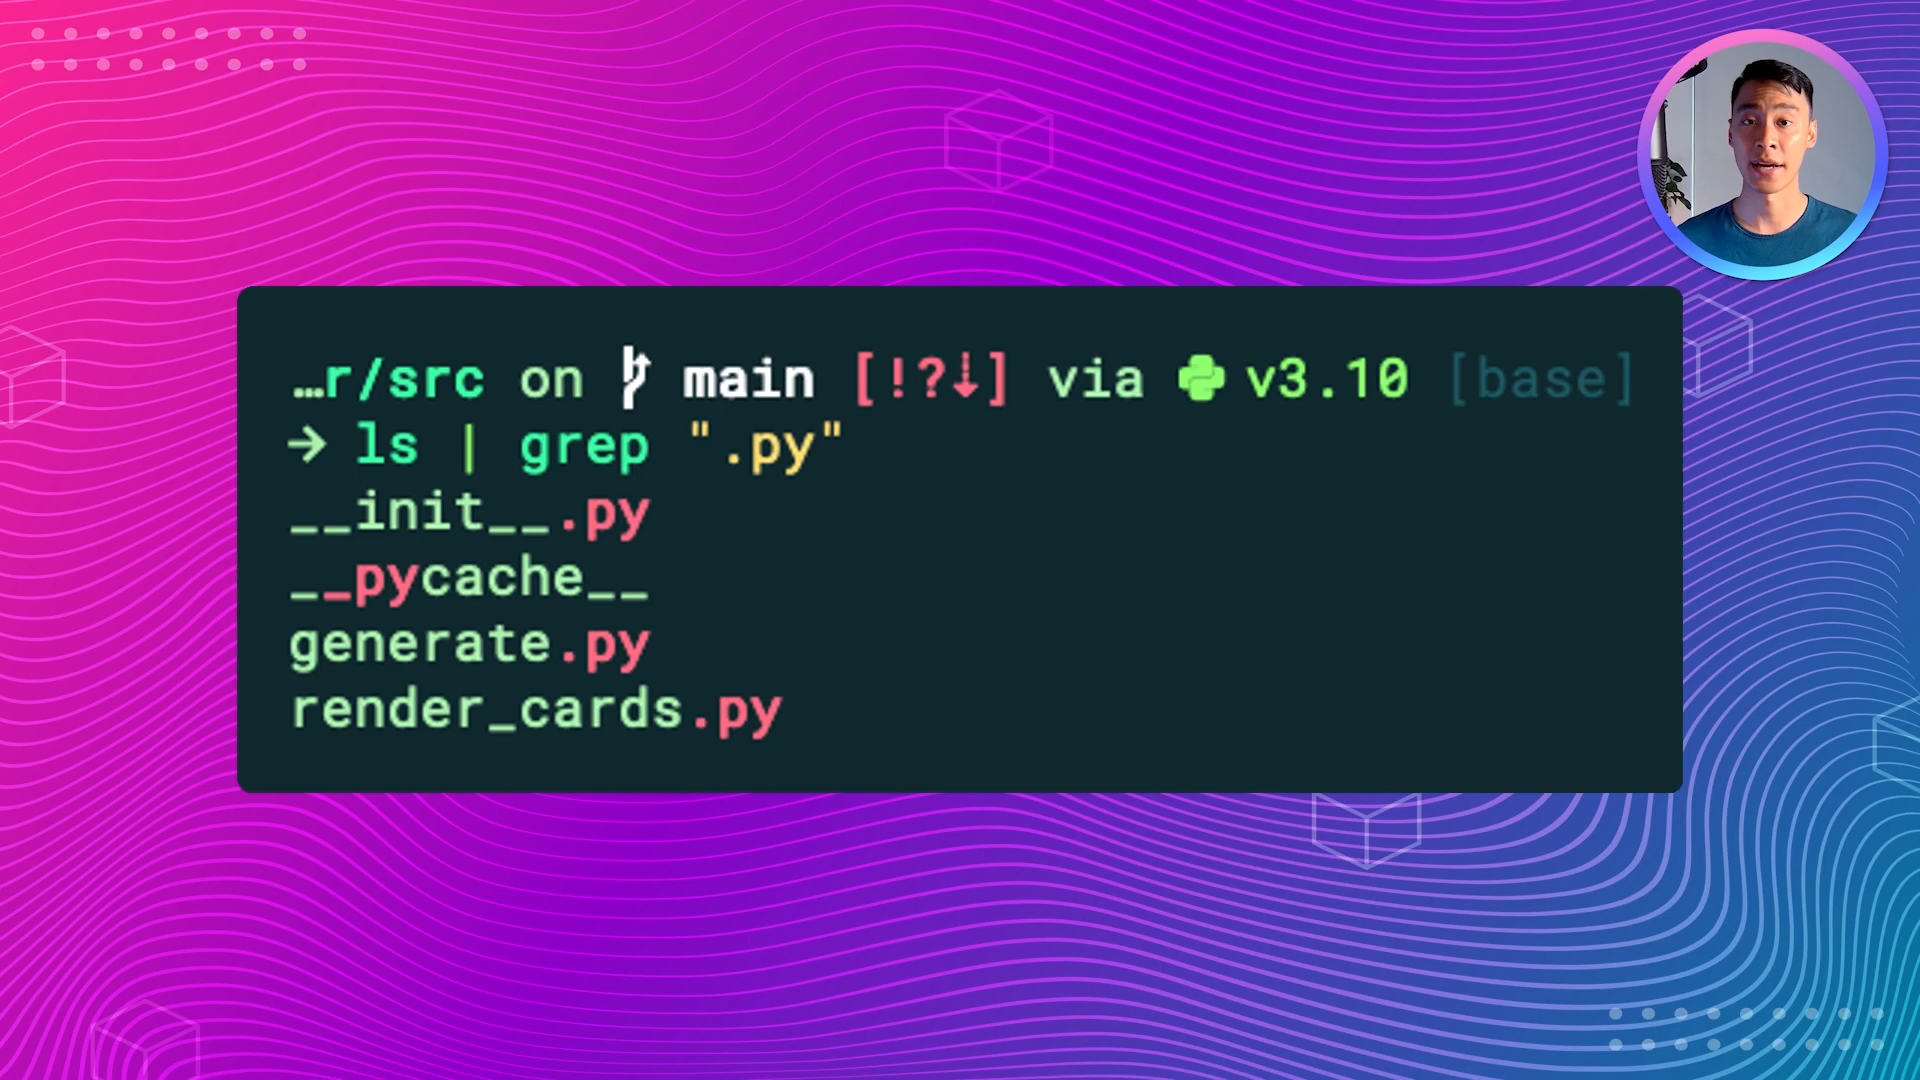 …r/src on main [!?⇣] via v3.10 [base]
→ ls | grep ".py"
__init__.py
__pycache__
generate.py
render_cards.py